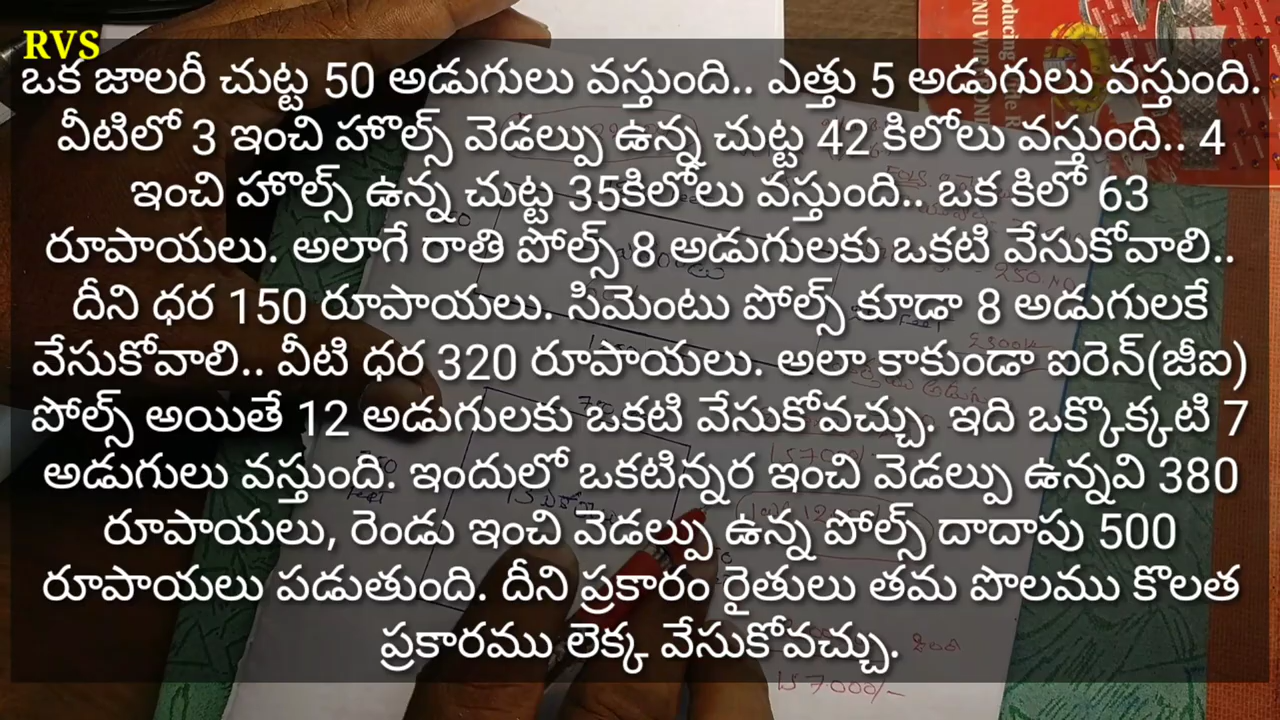 RVS
ఒక జాలరీ చుట్ట 50 అడుగులు వస్తుంది.. ఎత్తు 5 అడుగులు వస్తుంది.
వీటిలో 3 ఇంచి హొల్స్ వెడల్పు ఉన్న చుట్ట 42 కిలోలు వస్తుంది.. 4
ఇంచి హొల్స్ ఉన్న చుట్ట 35కిలోలు వస్తుంది.. ఒక కిలో 63
రూపాయలు. అలాగే రాతి పోల్స్ 8 అడుగులకు ఒకటి వేసుకోవాలి..
దీని ధర 150 రూపాయలు. సిమెంటు పోల్స్ కూడా 8 అడుగులకే
వేసుకోవాలి.. వీటి ధర 320 రూపాయలు. అలా కాకుండా ఐరెన్(జీఐ)
పోల్స్ అయితే 12 అడుగులకు ఒకటి వేసుకోవచ్చు. ఇది ఒక్కొక్కటి 7
అడుగులు వస్తుంది. ఇందులో ఒకటిన్నర ఇంచి వెడల్పు ఉన్నవి 380
రూపాయలు, రెండు ఇంచి వెడల్పు ఉన్న పోల్స్ దాదాపు 500
రూపాయలు పడుతుంది. దీని ప్రకారం రైతులు తమ పొలము కొలత
ప్రకారము లెక్క వేసుకోవచ్చు.
157000/-